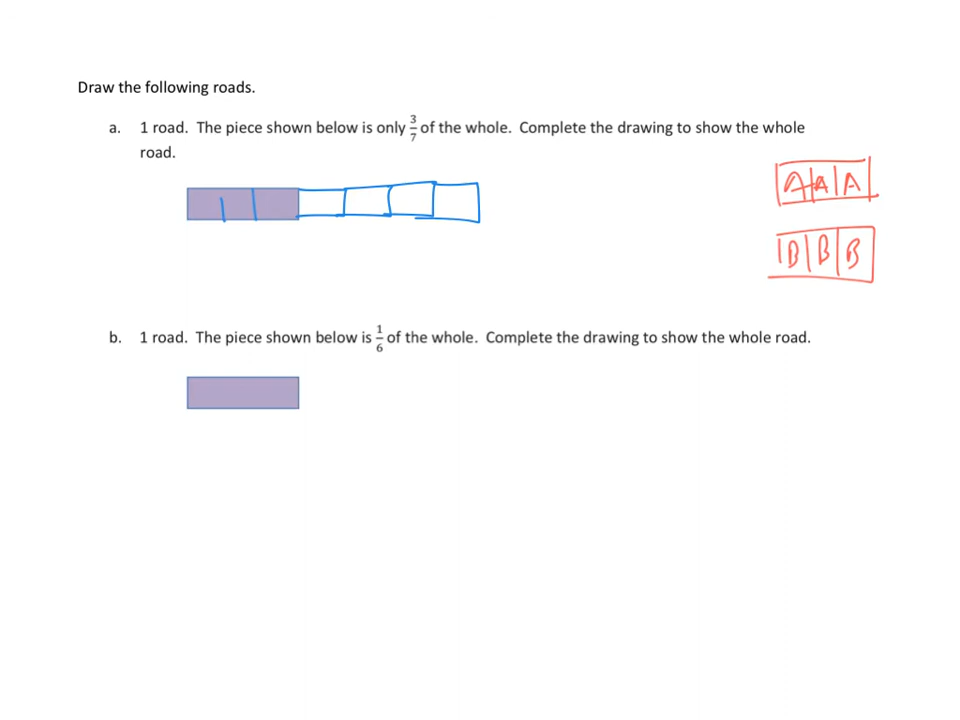 Draw the following roads.
a. 1 road. The piece shown below is only 3/7 of the whole. Complete the drawing to show the whole
road.
A A A
B B B
b. 1 road. The piece shown below is 1/6 of the whole. Complete the drawing to show the whole road.